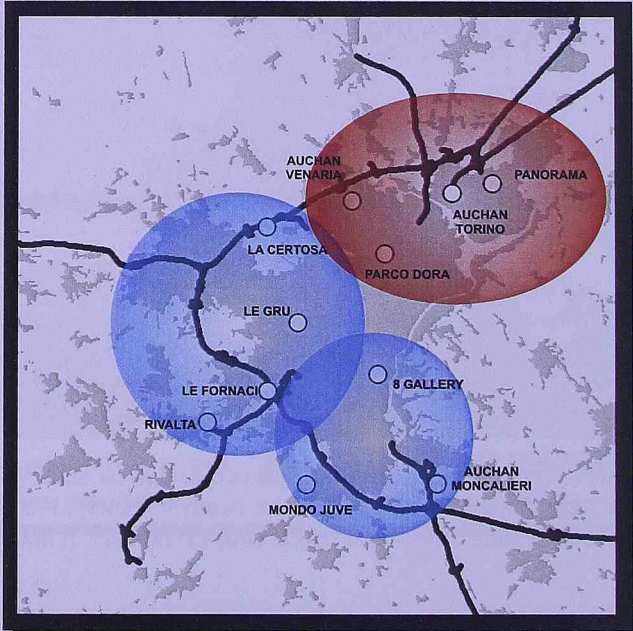 AUCHAN
VENARIA
PANORAMA
AUCHAN
TORINO
LA CERTOSA
PARCO DORA
LE GRU
LE FORNACI
8 GALLERY
RIVALTA
AUCHAN
MONCALIERI
MONDO JUVE